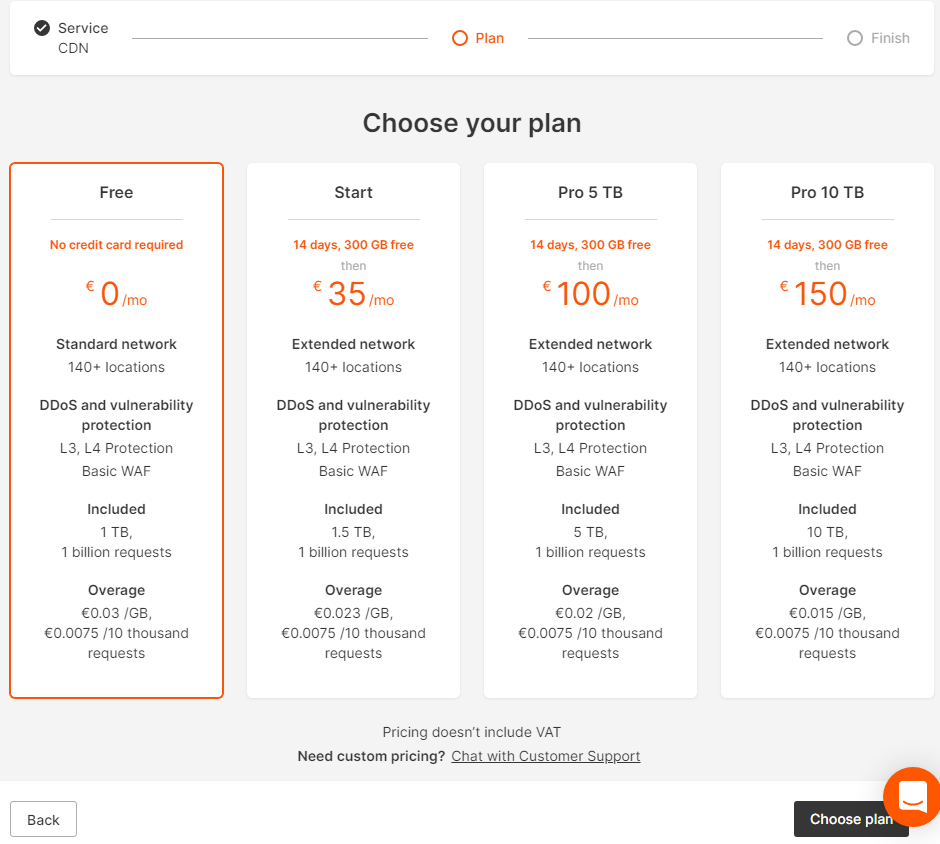 Service
CDN
Plan
Finish
Choose your plan
Free
No credit card required
€ 0 /mo
Standard network
140+ locations
DDoS and vulnerability
protection
L3, L4 Protection
Basic WAF
Included
1 TB,
1 billion requests
Overage
€0.03 /GB,
€0.0075 /10 thousand
requests
Start
14 days, 300 GB free
then
€ 35 /mo
Extended network
140+ locations
DDoS and vulnerability
protection
L3, L4 Protection
Basic WAF
Included
1.5 TB,
1 billion requests
Overage
€0.023 /GB,
€0.0075 /10 thousand
requests
Pro 5 TB
14 days, 300 GB free
then
€ 100 /mo
Extended network
140+ locations
DDoS and vulnerability
protection
L3, L4 Protection
Basic WAF
Included
5 TB,
1 billion requests
Overage
€0.02 /GB,
€0.0075 /10 thousand
requests
Pro 10 TB
14 days, 300 GB free
then
€ 150 /mo
Extended network
140+ locations
DDoS and vulnerability
protection
L3, L4 Protection
Basic WAF
Included
10 TB,
1 billion requests
Overage
€0.015 /GB,
€0.0075 /10 thousand
requests
Pricing doesn’t include VAT
Need custom pricing? Chat with Customer Support
Back
Choose plan